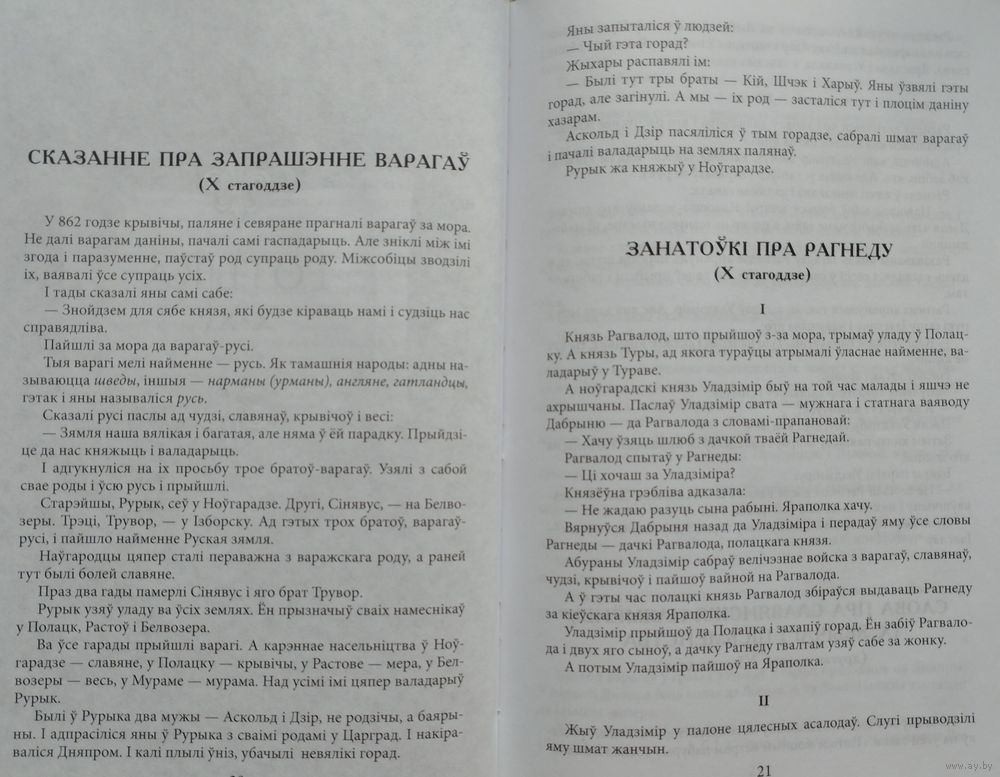 СКАЗАННЕ ПРА ЗАПРАШЭННЕ ВАРАГАЎ
(X стагоддзе)
У 862 годзе крывічы, паляне і севяране прагналі варагаў за мора.
Не далі варагам даніны, пачалі самі гаспадарыць. Але зніклі між імі
згода і паразуменне, паўстаў род супраць роду. Міжсобіцы зводзілі
іх, ваявалі ўсе супраць усіх.
І тады сказалі яны самі сабе:
— Знойдзем для сябе князя, які будзе кіраваць намі і судзіць нас
справядліва.
Пайшлі за мора да варагаў-русі.
Тыя варагі мелі найменне — русь. Як тамашнія народы: адны на-
зываюцца шведы, іншыя — нарманы (урманы), англяне, гатландцы,
гэтак і яны называліся русь.
Сказалі русі паслы ад чудзі, славянаў, крывічоў і весі:
— Зямля наша вялікая і багатая, але няма ў ёй парадку. Прыйдзі-
це да нас княжыць і валадарыць.
І адгукнуліся на іх просьбу трое братоў-варагаў. Узялі з сабой
свае роды і ўсю русь і прыйшлі.
Старэйшы, Рурык, сеў у Ноўгарадзе. Другі, Сінявус, — на Белво-
зеры. Трэці, Трувор, — у Ізборску. Ад гэтых трох братоў, варагаў-
русі, і пайшло найменне Руская зямля.
Наўгародцы цяпер сталі пераважна з варажскага роду, а раней
тут былі болей славяне.
Праз два гады памерлі Сінявус і яго брат Трувор.
Рурык узяў уладу ва ўсіх землях. Ён прызначыў сваіх намеснікаў
у Полацк, Растоў і Белвозера.
Ва ўсе гарады прыйшлі варагі. А карэннае насельніцтва ў Ноў-
гарадзе — славяне, у Полацку — крывічы, у Растове — мера, у Бел-
возеры — весь, у Мураме — мурама. Над усімі імі цяпер валадарыў
Рурык.
Былі ў Рурыка два мужы — Аскольд і Дзір, не родзічы, а баяры-
ны. І адпрасіліся яны ў Рурыка з сваімі родамі у Царград. І накіра-
валіся Дняпром. І калі плылі ўніз, убачылі невялікі горад.
Яны запыталіся ў людзей:
— Чый гэта горад?
Жыхары распавялі ім:
— Былі тут тры браты — Кій, Шчэк і Харыў. Яны ўзвялі гэты
горад, але загінулі. А мы — іх род — засталіся тут і плоцім даніну
хазарам.
Аскольд і Дзір пасяліліся ў тым горадзе, сабралі шмат варагаў
і пачалі валадарыць на землях палянаў.
Рурык жа княжыў у Ноўгарадзе.
ЗАНАТОЎКІ ПРА РАГНЕДУ
(X стагоддзе)
I
Князь Рагвалод, што прыйшоў з-за мора, трымаў уладу ў Полац-
ку. А князь Туры, ад якога тураўцы атрымалі ўласнае найменне, ва-
ладарыў у Тураве.
А ноўгарадскі князь Уладзімір быў на той час малады і яшчэ не
ахрышчаны. Паслаў Уладзімір свата — мужнага і статнага ваяводу
Дабрыню — да Рагвалода з словамі-прапановай:
— Хачу ўзяць шлюб з дачкой тваёй Рагнедай.
Рагвалод спытаў у Рагнеды:
— Ці хочаш за Уладзіміра?
Князёўна грэбліва адказала:
— Не жадаю разуць сына рабыні. Яраполка хачу.
Вярнуўся Дабрыня назад да Уладзіміра і перадаў яму ўсе словы
Рагнеды — дачкі Рагвалода, полацкага князя.
Абураны Уладзімір сабраў велічэзнае войска з варагаў, славянаў,
чудзі, крывічоў і пайшоў вайной на Рагвалода.
А ў гэты час полацкі князь Рагвалод збіраўся выдаваць Рагнеду
за кіеўскага князя Яраполка.
Уладзімір прыйшоў да Полацка і захапіў горад. Ён забіў Рагвало-
да і двух яго сыноў, а дачку Рагнеду гвалтам узяў сабе за жонку.
А потым Уладзімір пайшоў на Яраполка.
II
Жыў Уладзімір у палоне цялесных асалодаў. Слугі прыводзілі
яму шмат жанчын.
21
www.ay.by